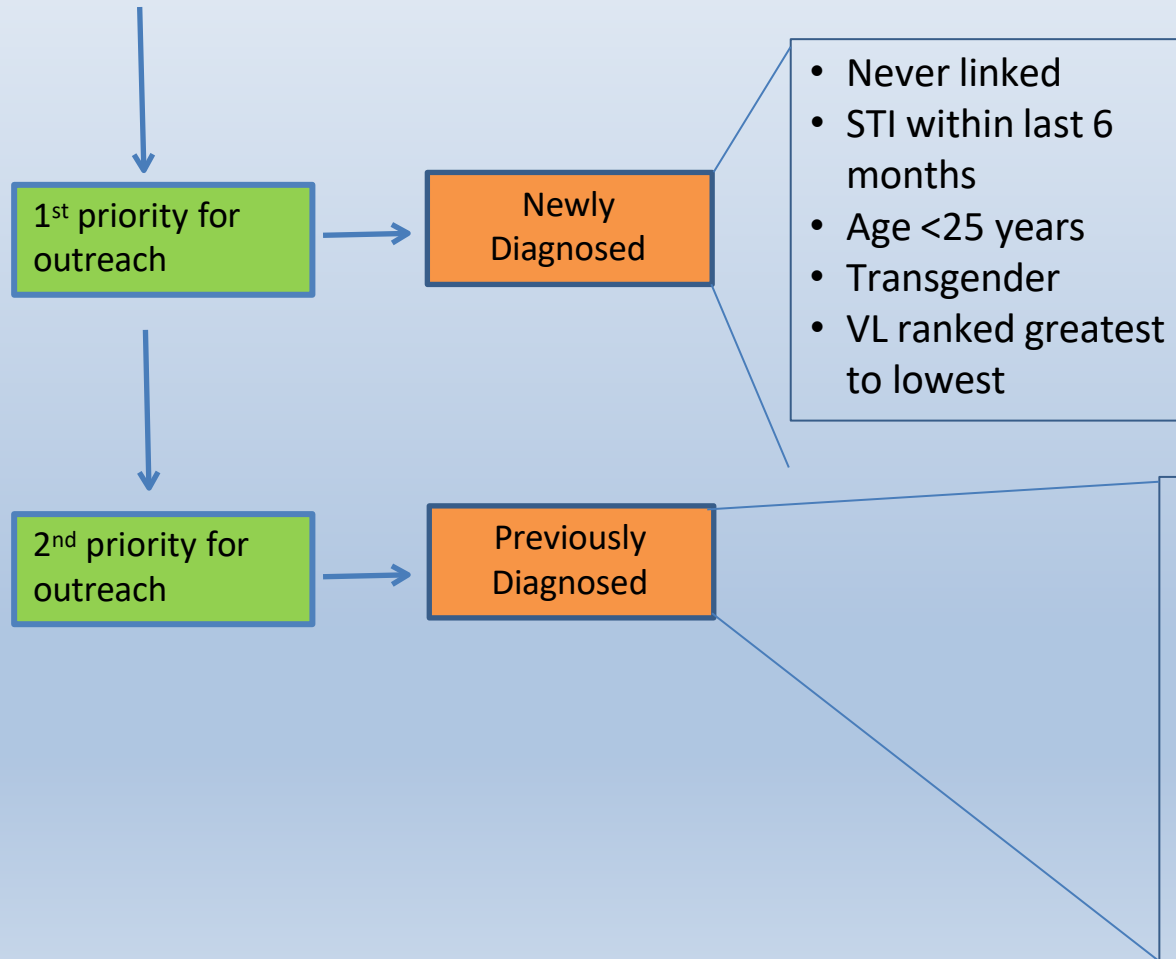 1st priority for
outreach
Newly
Diagnosed
• Never linked
• STI within last 6
months
• Age <25 years
• Transgender
• VL ranked greatest
to lowest
2nd priority for
outreach
Previously
Diagnosed